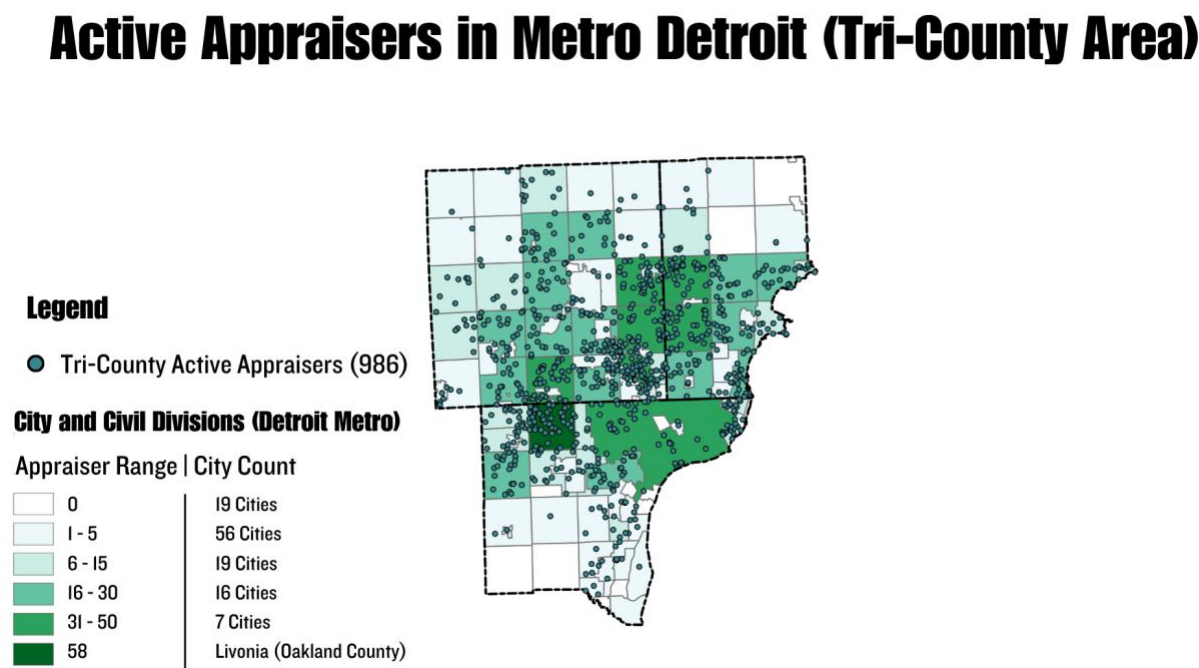 Active Appraisers in Metro Detroit (Tri-County Area)
Legend
Tri-County Active Appraisers (986)
City and Civil Divisions (Detroit Metro)
Appraiser Range | City Count
0 19 Cities
1 - 5 56 Cities
6 - 15 19 Cities
16 - 30 16 Cities
31 - 50 7 Cities
58 Livonia (Oakland County)